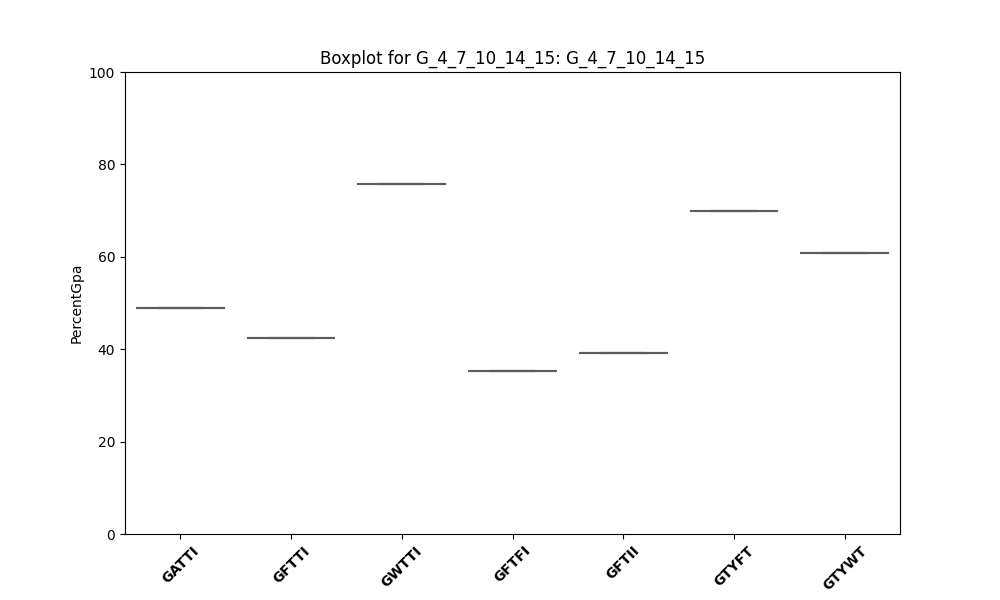 Boxplot for G_4_7_10_14_15: G_4_7_10_14_15
100
80
60
40
20
0
PercentGpa
GATTI
GFTTI
GWTTI
GFTFI
GFTII
GTYFT
GTYWT